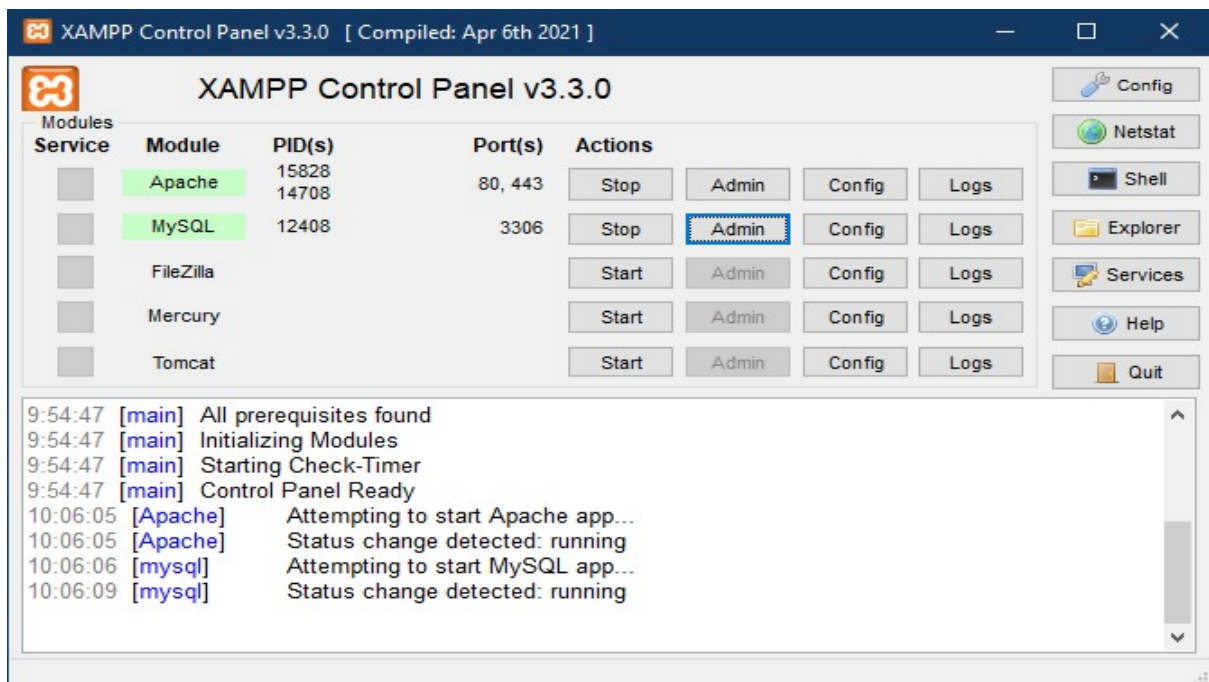 XAMPP Control Panel v3.3.0 [ Compiled: Apr 6th 2021 ]
XAMPP Control Panel v3.3.0
Config
Modules
Netstat
Service Module PID(s) Port(s) Actions
Apache 15828 14708 80, 443 Stop Admin Config Logs
Shell
MySQL 12408 3306 Stop Admin Config Logs
Explorer
FileZilla Start Admin Config Logs
Services
Mercury Start Admin Config Logs
Help
Tomcat Start Admin Config Logs
Quit
9:54:47 [main] All prerequisites found
9:54:47 [main] Initializing Modules
9:54:47 [main] Starting Check-Timer
9:54:47 [main] Control Panel Ready
10:06:05 [Apache] Attempting to start Apache app...
10:06:05 [Apache] Status change detected: running
10:06:06 [mysql] Attempting to start MySQL app...
10:06:09 [mysql] Status change detected: running